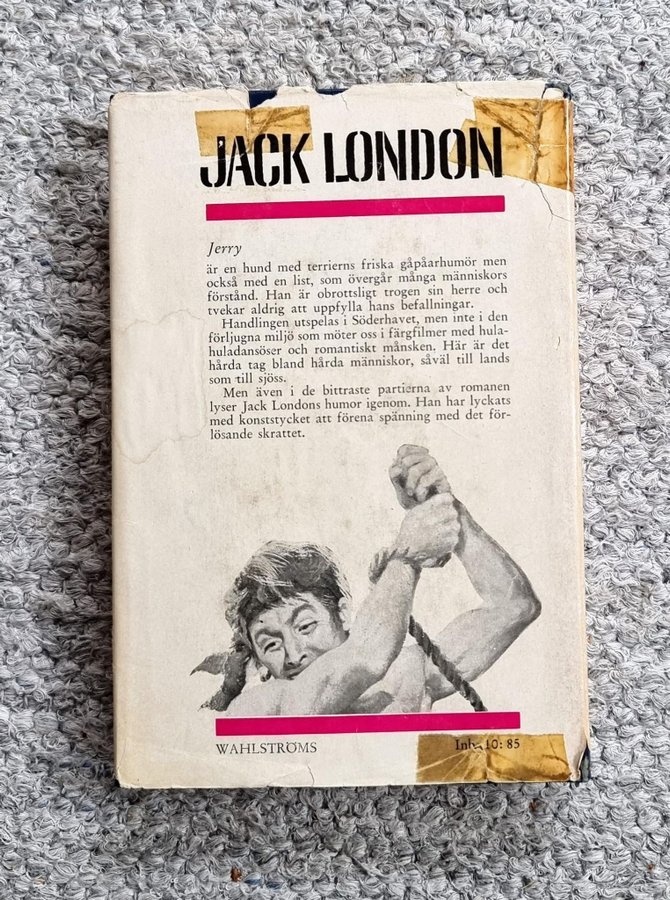 JACK LONDON
Jerry
är en hund med terrierns friska gåpåarhumör men
också med en list, som övergår många människors
förstånd. Han är obrottsligt trogen sin herre och
tvekar aldrig att uppfylla hans befallningar.
Handlingen utspelas i Söderhavet, men inte i den
förljugna miljö som möter oss i färgfilmer med hula-
huladansöser och romantiskt månsken. Här är det
hårda tag bland hårda människor, såväl till lands
som till sjöss.
Men även i de bittraste partierna av romanen
lyser Jack Londons humor igenom. Han har lyckats
med konststycket att förena spänning med det för-
lösande skrattet.
WAHLSTRÖMS
Inb. 10: 85